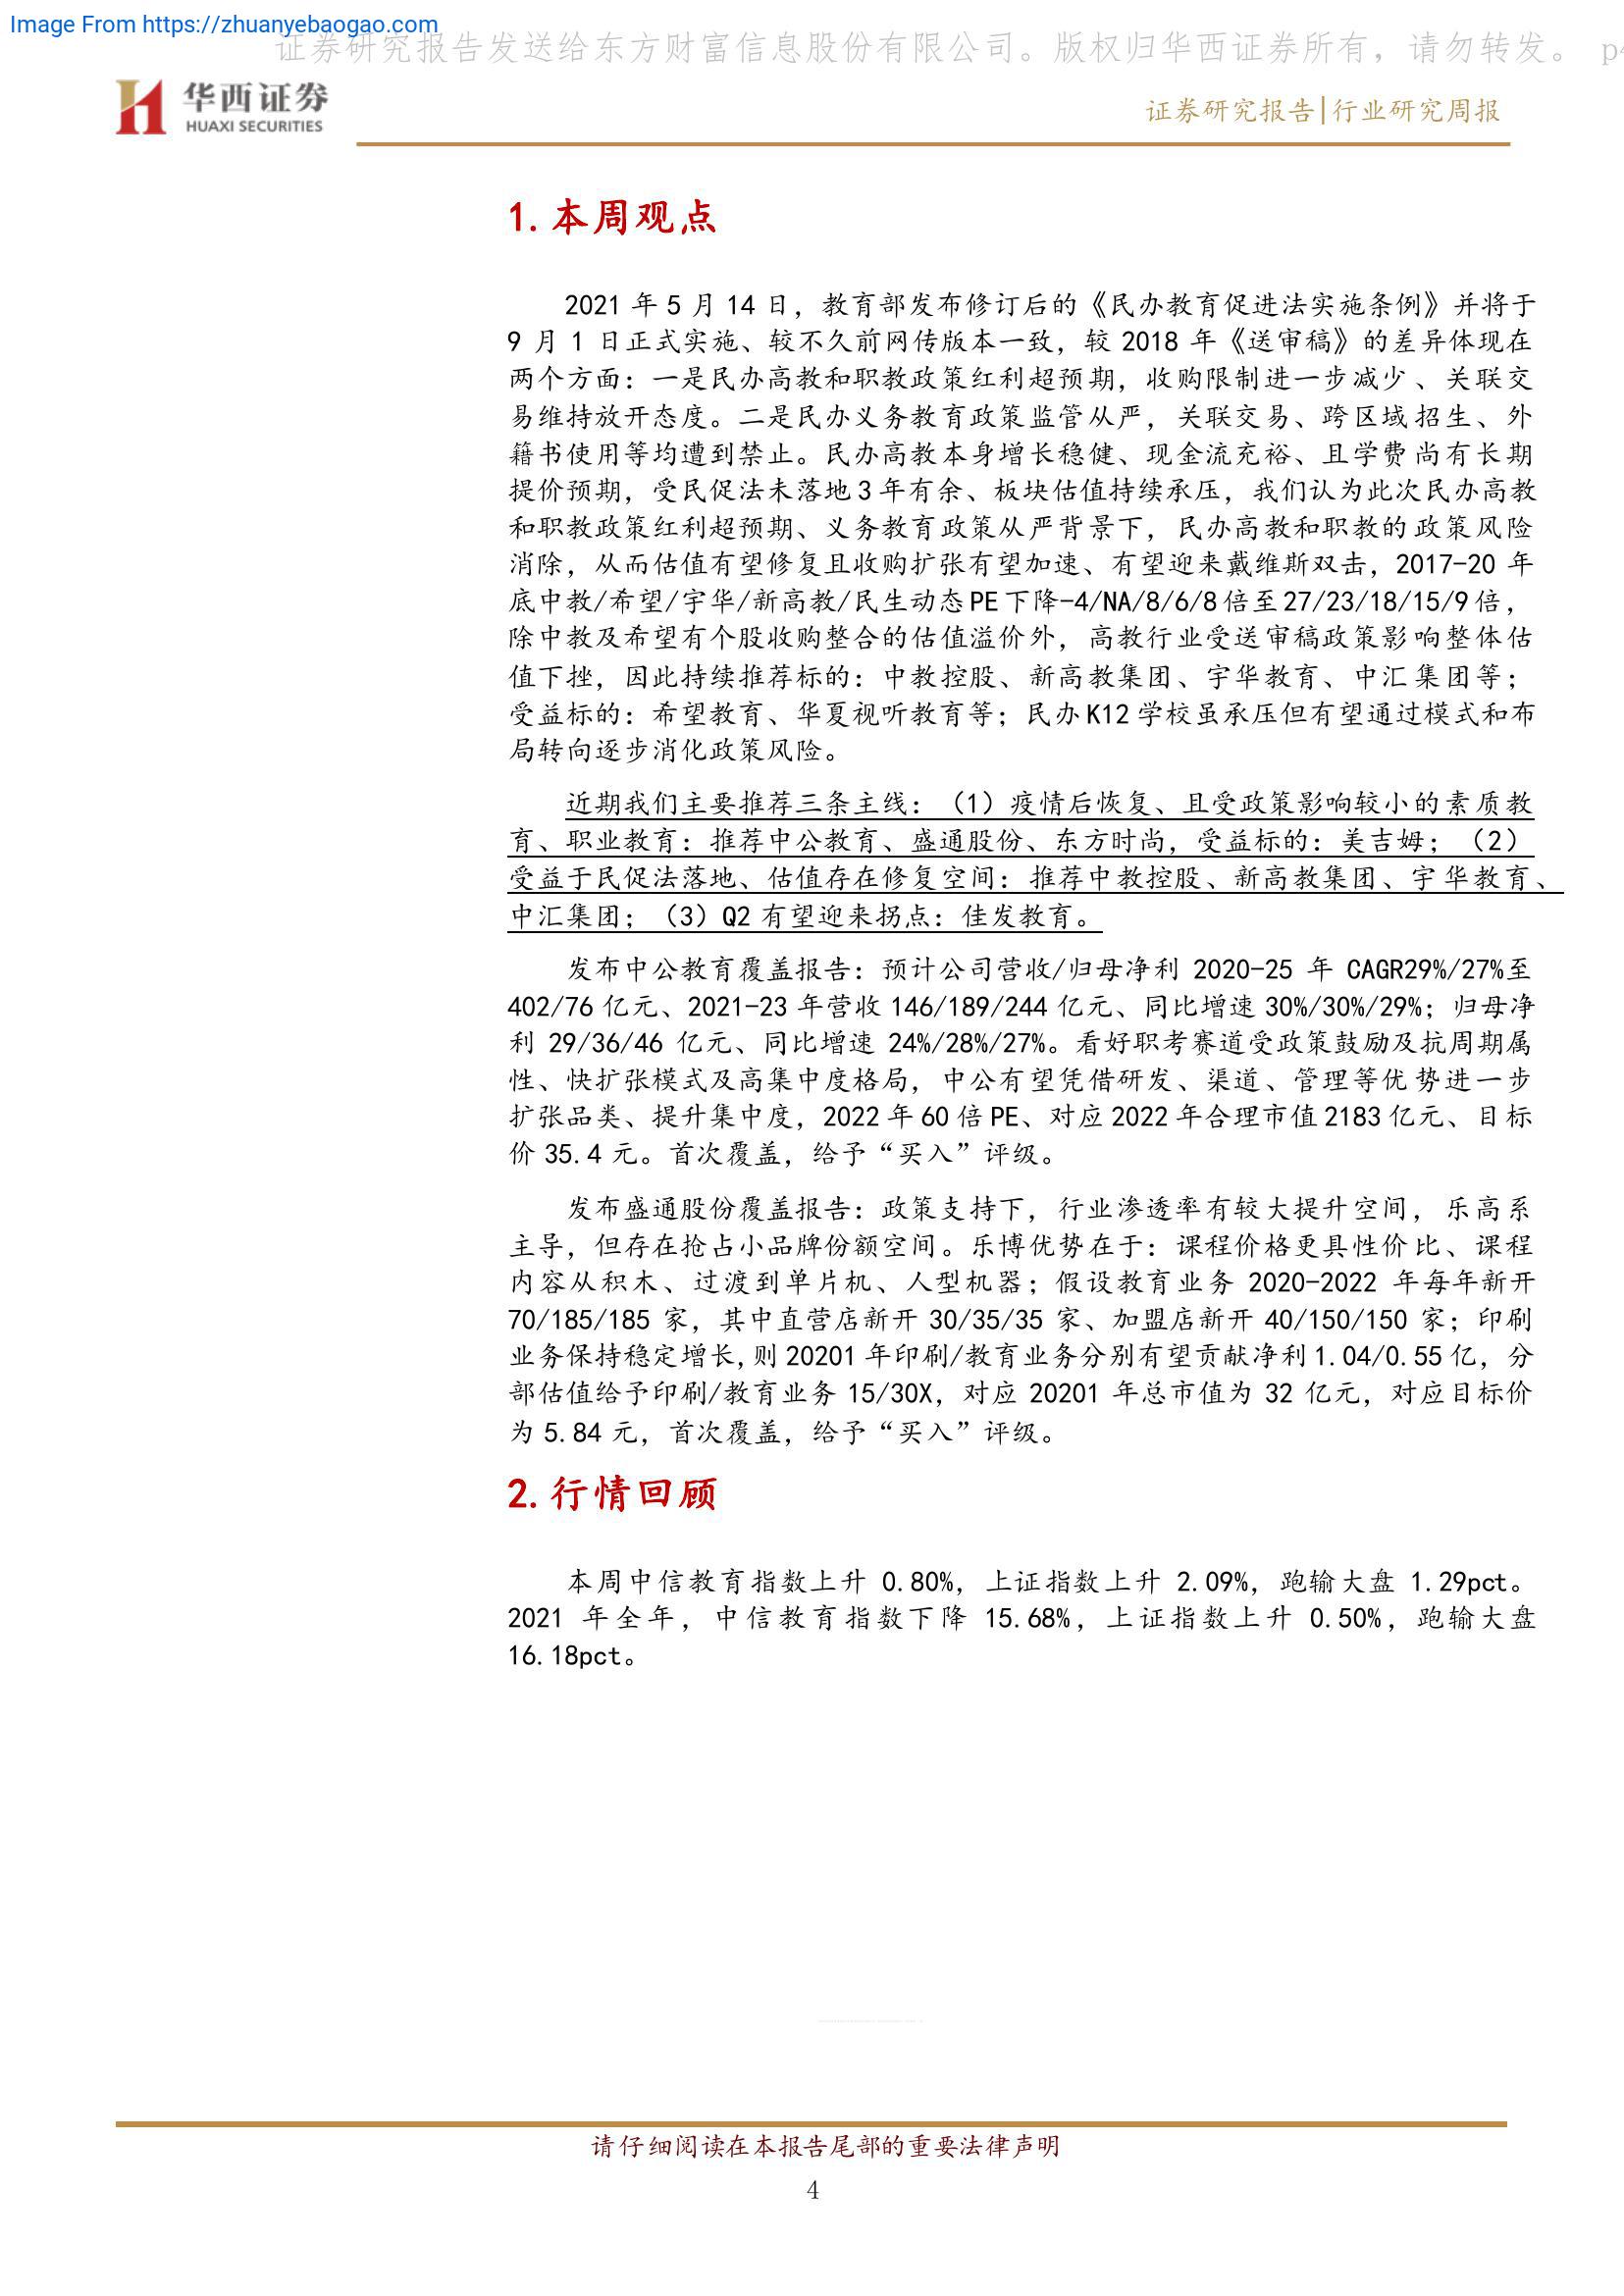 Image From https://zhuanyebaogao.com
证券研究报告发送给东方财富信息股份有限公司。版权归华西证券所有，请勿转发。 p4
华西证券
HUAXI SECURITIES
证券研究报告|行业研究周报
1.本周观点
2021 年 5 月 14 日，教育部发布修订后的《民办教育促进法实施条例》并将于
9 月 1 日正式实施、较不久前网传版本一致，较 2018 年《送审稿》的差异体现在
两个方面：一是民办高教和职教政策红利超预期，收购限制进一步减少、关联交
易维持放开态度。二是民办义务教育政策监管从严，关联交易、跨区域招生、外
籍书使用等均遭到禁止。民办高教本身增长稳健、现金流充裕、且学费尚有长期
提价预期，受民促法未落地 3 年有余、板块估值持续承压，我们认为此次民办高教
和职教政策红利超预期、义务教育政策从严背景下，民办高教和职教的政策风险
消除，从而估值有望修复且收购扩张有望加速、有望迎来戴维斯双击，2017-20 年
底中教/希望/宇华/新高教/民生动态 PE 下降-4/NA/8/6/8 倍至 27/23/18/15/9 倍，
除中教及希望有个股收购整合的估值溢价外，高教行业受送审稿政策影响整体估
值下挫，因此持续推荐标的：中教控股、新高教集团、宇华教育、中汇集团等；
受益标的：希望教育、华夏视听教育等；民办 K12 学校虽承压但有望通过模式和布
局转向逐步消化政策风险。
近期我们主要推荐三条主线：（1）疫情后恢复、且受政策影响较小的素质教
育、职业教育：推荐中公教育、盛通股份、东方时尚，受益标的：美吉姆；（2）
受益于民促法落地、估值存在修复空间：推荐中教控股、新高教集团、宇华教育、
中汇集团；（3）Q2 有望迎来拐点：佳发教育。
发布中公教育覆盖报告：预计公司营收/归母净利 2020-25 年 CAGR29%/27%至
402/76 亿元、2021-23 年营收 146/189/244 亿元、同比增速 30%/30%/29%；归母净
利 29/36/46 亿元、同比增速 24%/28%/27%。看好职考赛道受政策鼓励及抗周期属
性、快扩张模式及高集中度格局，中公有望凭借研发、渠道、管理等优势进一步
扩张品类、提升集中度，2022 年 60 倍 PE、对应 2022 年合理市值 2183 亿元、目标
价 35.4 元。首次覆盖，给予“买入”评级。
发布盛通股份覆盖报告：政策支持下，行业渗透率有较大提升空间，乐高系
主导，但存在抢占小品牌份额空间。乐博优势在于：课程价格更具性价比、课程
内容从积木、过渡到单片机、人型机器；假设教育业务 2020-2022 年每年新开
70/185/185 家，其中直营店新开 30/35/35 家、加盟店新开 40/150/150 家；印刷
业务保持稳定增长,则 20201 年印刷/教育业务分别有望贡献净利 1.04/0.55 亿，分
部估值给予印刷/教育业务 15/30X，对应 20201 年总市值为 32 亿元，对应目标价
为 5.84 元，首次覆盖，给予“买入”评级。
2.行情回顾
本周中信教育指数上升 0.80%，上证指数上升 2.09%，跑输大盘 1.29pct。
2021 年全年，中信教育指数下降 15.68%，上证指数上升 0.50%，跑输大盘
16.18pct。
请仔细阅读在本报告尾部的重要法律声明
4